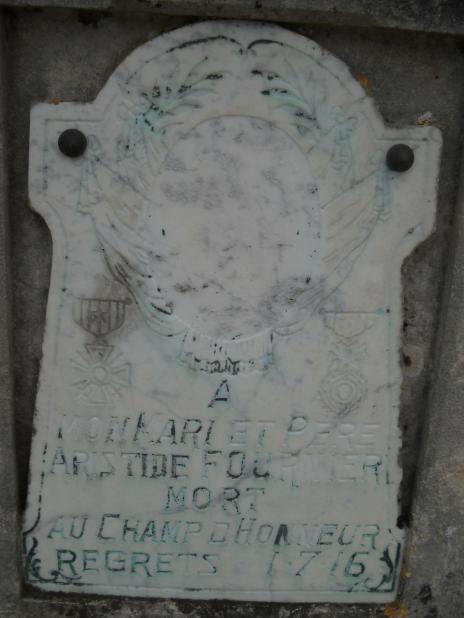 A
MON MARI ET PERE
ARISTIDE FOURNIER
MORT
AU CHAMP D'HONNEUR
REGRETS 1-7-16